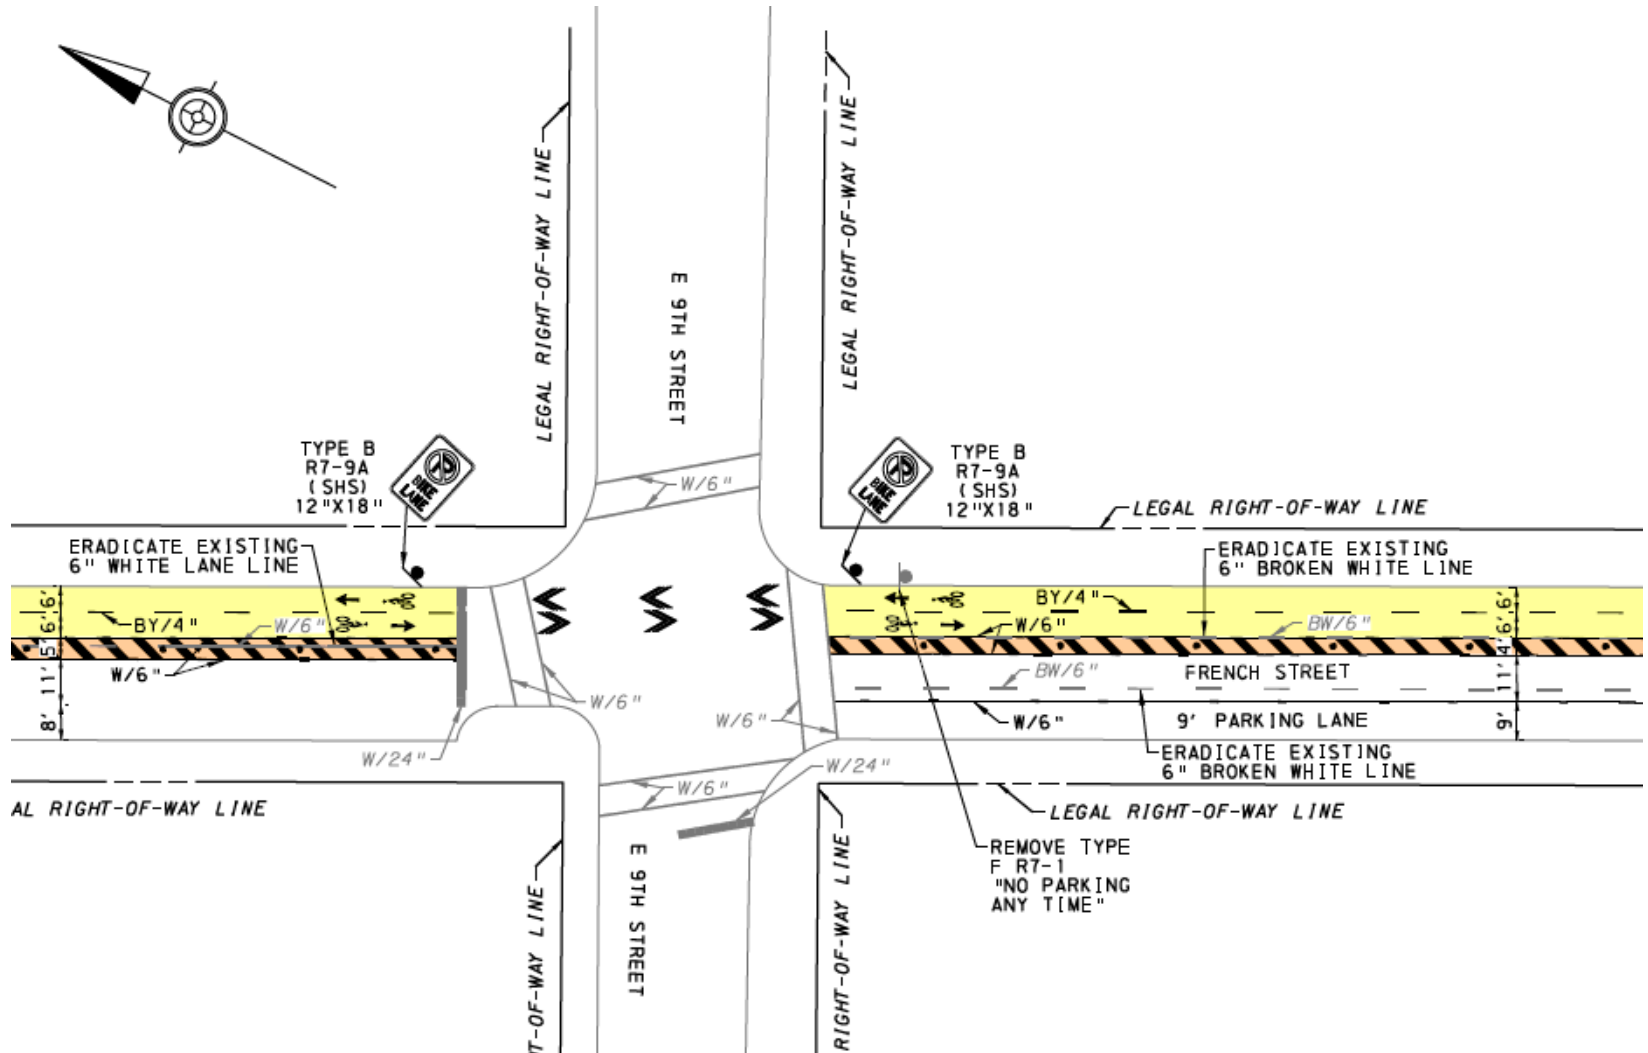 LEGAL RIGHT-OF-WAY LINE
LEGAL RIGHT-OF-WAY LINE
E 9TH STREET
TYPE B
R7-9A
(SHS)
12"X18"
BIKE
LANE
W/6"
TYPE B
R7-9A
(SHS)
12"X18"
P
BIKE
LANE
LEGAL RIGHT-OF-WAY LINE
ERADICATE EXISTING
6" WHITE LANE LINE
ERADICATE EXISTING
6" BROKEN WHITE LINE
6'
6'
5'
11'
8'
BY/4"
W/6"
W/6"
BY/4"
W/6"
BW/6"
6'
6'
4'
11'
9'
BW/6"
FRENCH STREET
W/6"
W/6"
W/6"
9' PARKING LANE
W/24"
W/6"
W/24"
ERADICATE EXISTING
6" BROKEN WHITE LINE
AL RIGHT-OF-WAY LINE
LEGAL RIGHT-OF-WAY LINE
E 9TH STREET
T-OF-WAY LINE
RIGHT-OF-WAY LINE
REMOVE TYPE
F R7-1
"NO PARKING
ANY TIME"